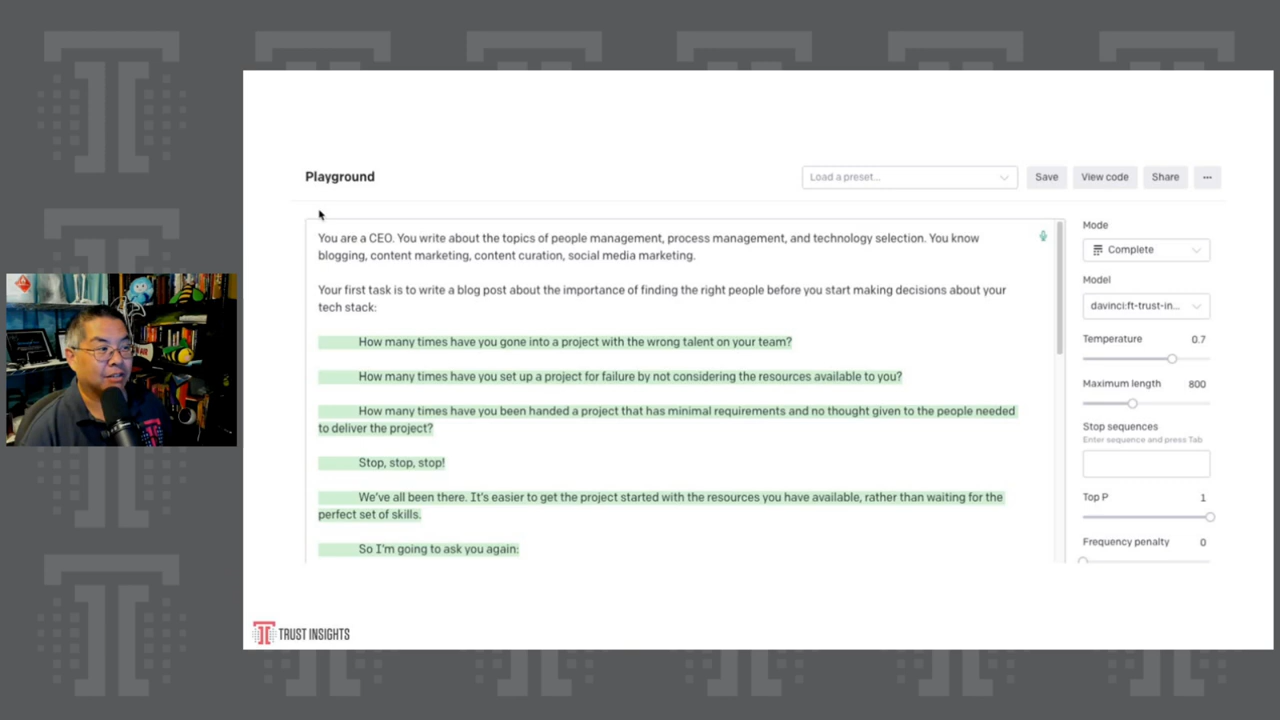 Playground
Load a preset...
Save
View code
Share
...
You are a CEO. You write about the topics of people management, process management, and technology selection. You know
blogging, content marketing, content curation, social media marketing.
Your first task is to write a blog post about the importance of finding the right people before you start making decisions about your
tech stack:
How many times have you gone into a project with the wrong talent on your team?
How many times have you set up a project for failure by not considering the resources available to you?
How many times have you been handed a project that has minimal requirements and no thought given to the people needed
to deliver the project?
Stop, stop, stop!
We've all been there. It's easier to get the project started with the resources you have available, rather than waiting for the
perfect set of skills.
So I'm going to ask you again:
Mode
Complete
Model
davinci:ft-trust-in...
Temperature 0.7
Maximum length 800
Stop sequences
Enter sequence and press Tab
Top P 1
Frequency penalty 0
TRUST INSIGHTS